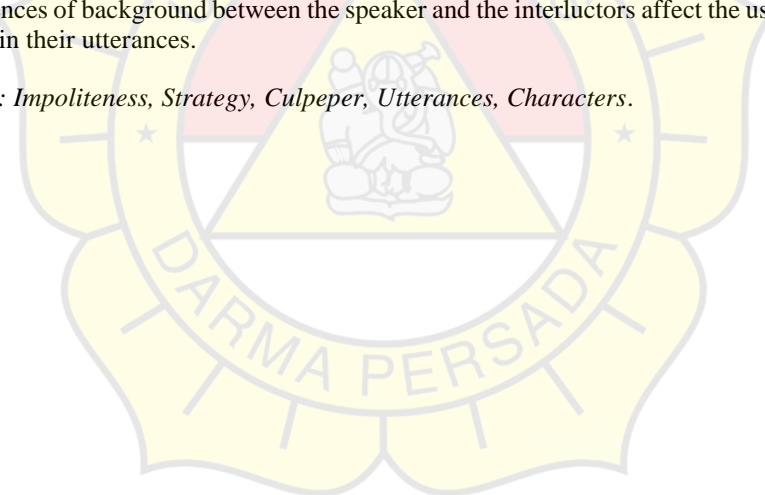 nces of background between the speaker and the interluctors affect the us
in their utterances.
: Impoliteness, Strategy, Culpeper, Utterances, Characters.
DARMA PERSADA